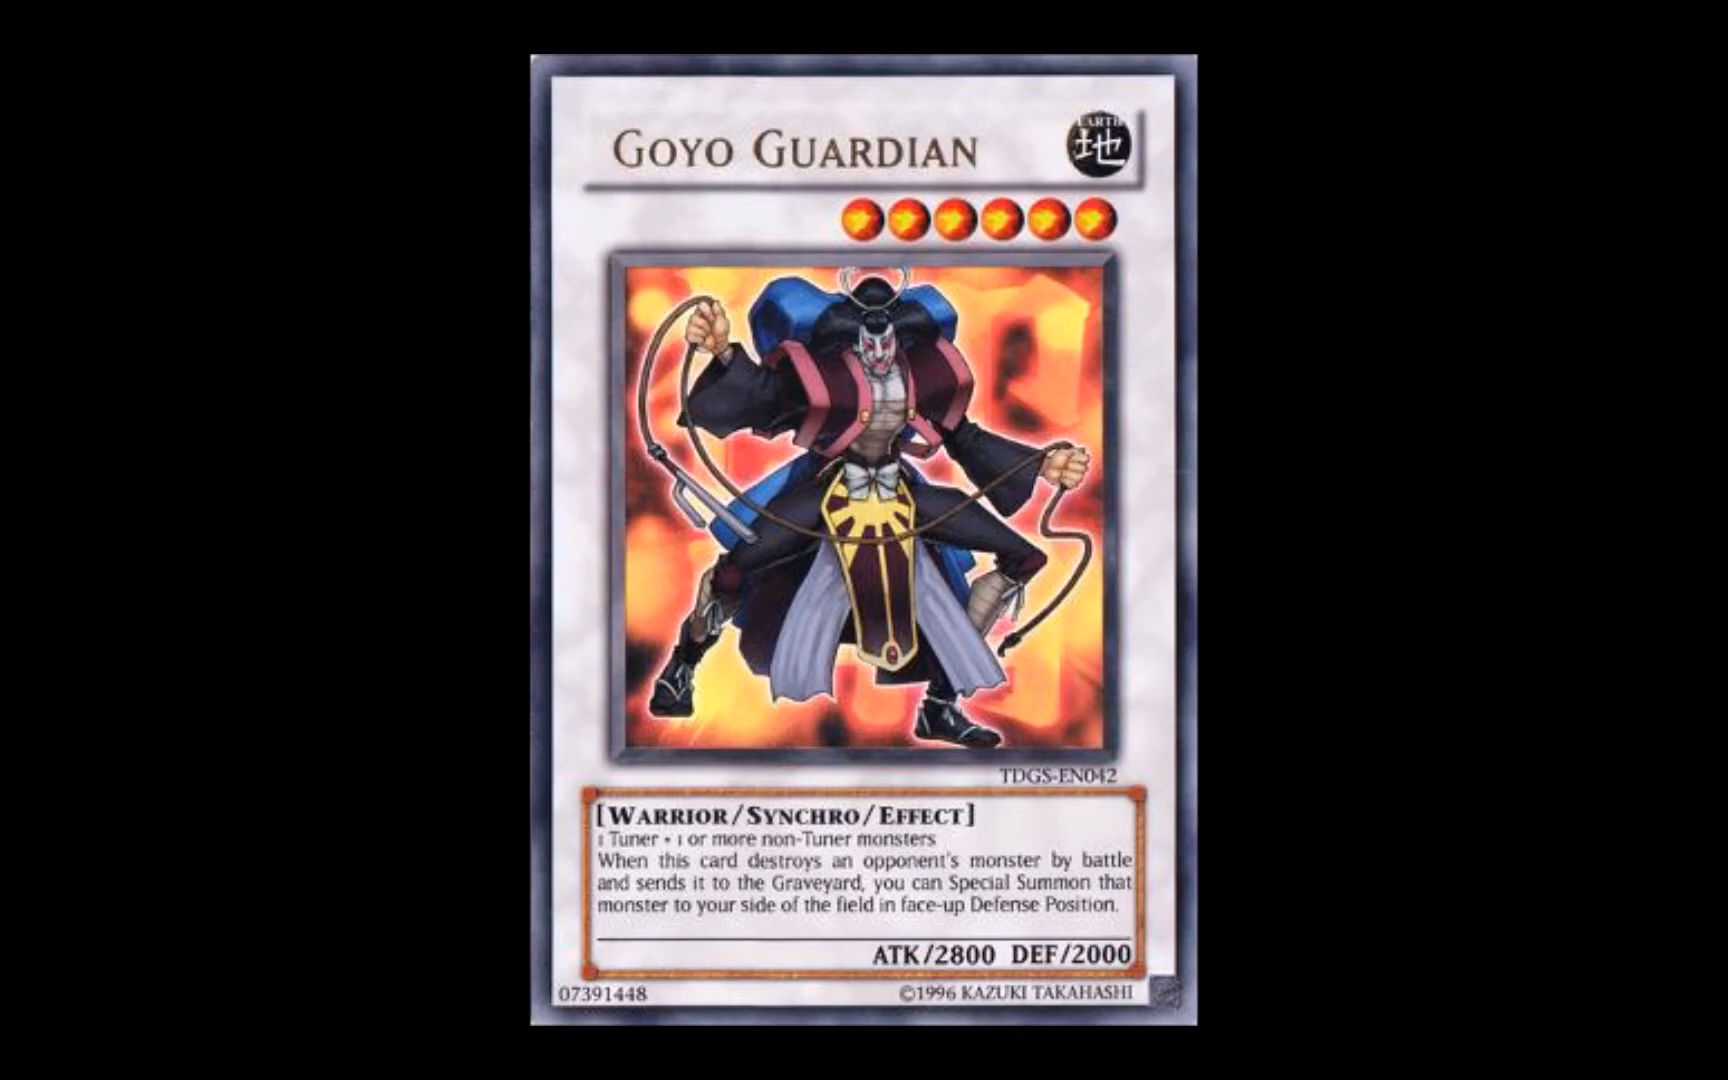 GOYO GUARDIAN
EARTH
地
TDGS-EN042
[WARRIOR/SYNCHRO/EFFECT]
1 Tuner + 1 or more non-Tuner monsters
When this card destroys an opponent's monster by battle
and sends it to the Graveyard, you can Special Summon that
monster to your side of the field in face-up Defense Position.
ATK/2800 DEF/2000
07391448
©1996 KAZUKI TAKAHASHI